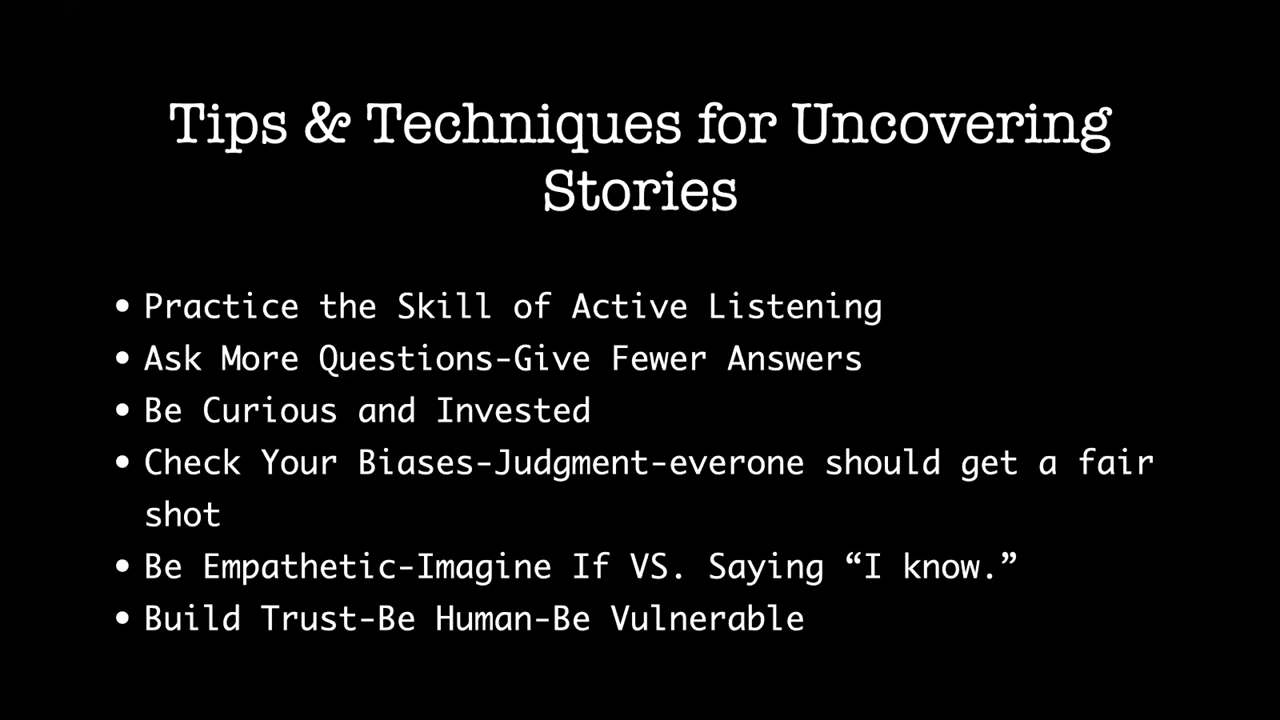 Tips & Techniques for Uncovering
Stories
• Practice the Skill of Active Listening
• Ask More Questions-Give Fewer Answers
• Be Curious and Invested
• Check Your Biases-Judgment-everone should get a fair
shot
• Be Empathetic-Imagine If VS. Saying “I know.”
• Build Trust-Be Human-Be Vulnerable